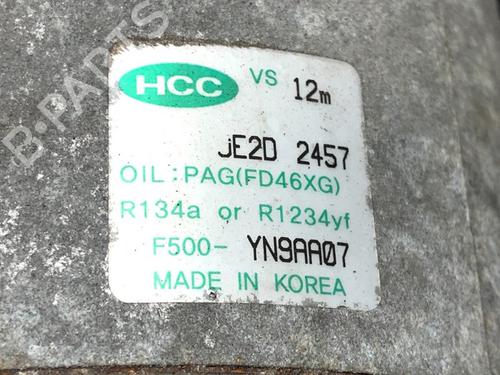 HCC VS 12m
JE2D 2457
OIL:PAG(FD46XG)
R134a or R1234yf
F500-YN9AA07
MADE IN KOREA
B-PARTS